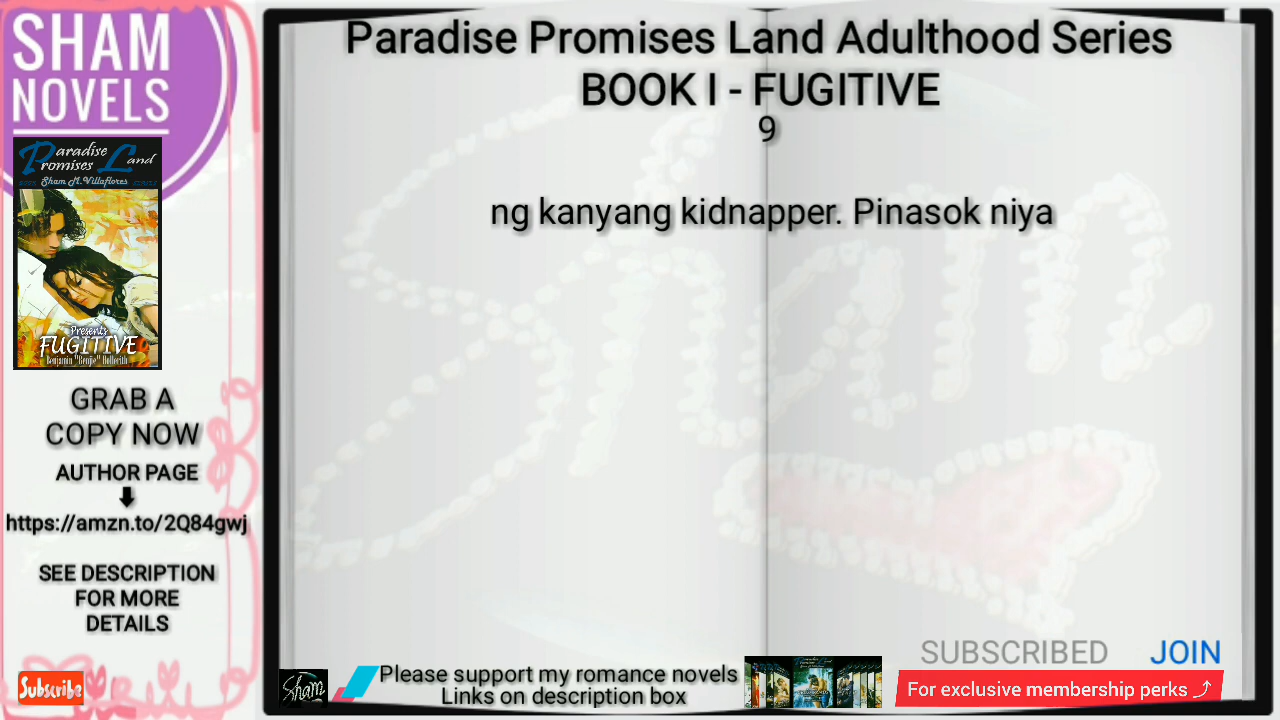 SHAM
NOVELS
Paradise
Promises Land
Sham M.Villaflores
Presents
FUGITIVE
GRAB A
COPY NOW
AUTHOR PAGE
https://amzn.to/2Q84gwj
SEE DESCRIPTION
FOR MORE
DETAILS
Subscribe
Paradise Promises Land Adulthood Series
BOOK I - FUGITIVE
9
ng kanyang kidnapper. Pinasok niya
Sham
SUBSCRIBED JOIN
Sham
Please support my romance novels
Links on description box
For exclusive membership perks